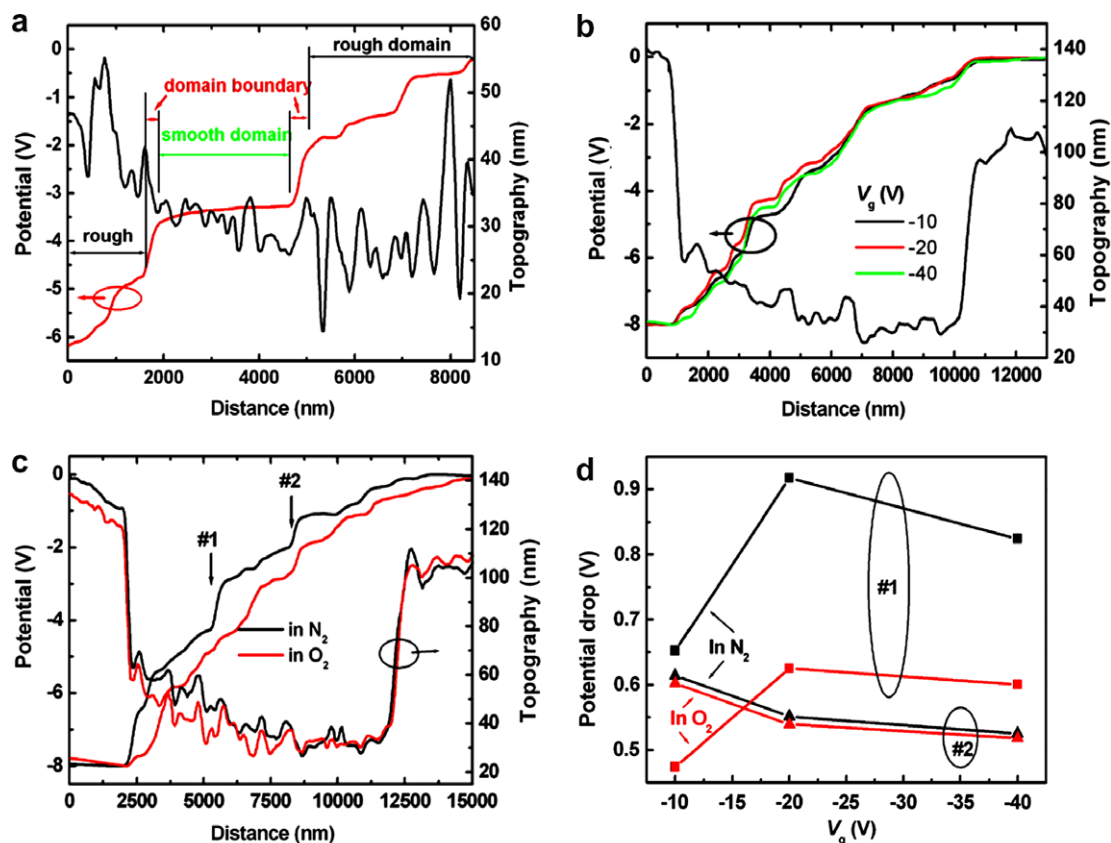 a
0
-1
-2
-3
-4
-5
-6
Potential (V)
rough domain
domain boundary
smooth domain
rough
60
50
40
30
20
10
Topography (nm)
0 2000 4000 6000 8000
Distance (nm)
b
0
-2
-4
-6
-8
Potential (V)
V_g (V)
-10
-20
-40
140
120
100
80
60
40
20
Topography (nm)
0 2000 4000 6000 8000 10000 12000
Distance (nm)
c
0
-2
-4
-6
-8
Potential (V)
#1
#2
in N₂
in O₂
140
120
100
80
60
40
20
Topography (nm)
0 2500 5000 7500 10000 12500 15000
Distance (nm)
d
0.9
0.8
0.7
0.6
0.5
Potential drop (V)
#1
In N₂
In O₂
#2
-10 -15 -20 -25 -30 -35 -40
V_g (V)